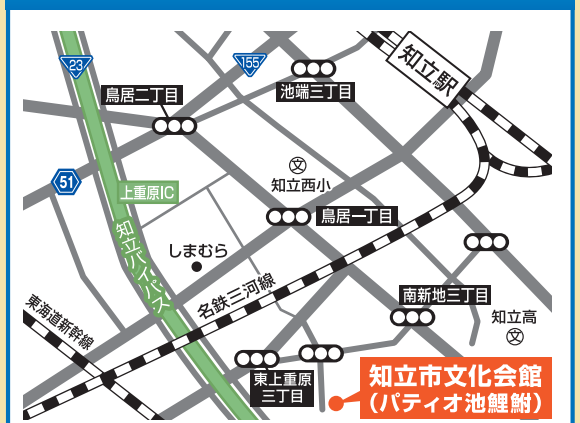 23
155
知立駅
鳥居二丁目
池端三丁目
51
上重原IC
知立西小
鳥居一丁目
知立バイパス
しまむら
名鉄三河線
東海道新幹線
南新地三丁目
知立高
東上重原
三丁目
知立市文化会館
(パティオ池鯉鮒)
文
文